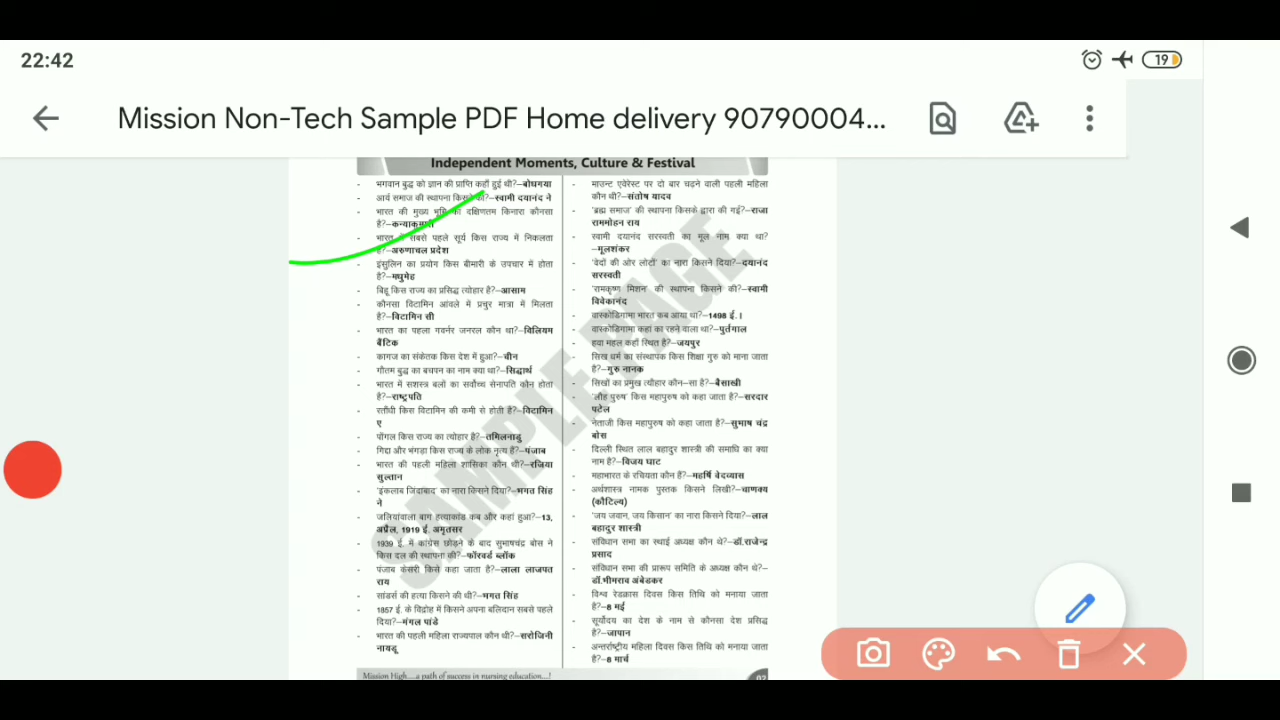 22:42
19
Mission Non-Tech Sample PDF Home delivery 90790004...
Independent Moments, Culture & Festival
- भगवान बुद्ध को ज्ञान की प्राप्ति कहाँ हुई थी?–बोधगया
- आर्य समाज की स्थापना किसने की?–स्वामी दयानंद ने
- भारत की मुख्य भूमि का दक्षिणतम किनारा कौनसा
है?–कन्याकुमारी
- भारत में सबसे पहले सूर्य किस राज्य में निकलता
है?–अरुणाचल प्रदेश
- इंसुलिन का प्रयोग किस बीमारी के उपचार में होता
है?–मधुमेह
- बिहू किस राज्य का प्रसिद्ध त्योहार है?–आसाम
- कौनसा विटामिन आंवले में प्रचुर मात्रा में मिलता
है?–विटामिन सी
- भारत का पहला गवर्नर जनरल कौन था?–विलियम
बैंटिक
- कागज का संकेतक किस देश में हुआ?–चीन
- गौतम बुद्ध का बचपन का नाम क्या था?–सिद्धार्थ
- भारत में सशस्त्र बलों का सर्वोच्च सेनापति कौन होता
है?–राष्ट्रपति
- रतौंधी किस विटामिन की कमी से होती है?–विटामिन
ए
- पोंगल किस राज्य का त्योहार है?–तमिलनाडु
- गिद्दा और भंगड़ा किस राज्य के लोक नृत्य है?–पंजाब
- भारत की पहली महिला शासिका कौन थी?–रजिया
सुल्तान
- 'इंकलाब जिंदाबाद' का नारा किसने दिया?–भगत सिंह
ने
- जलियांवाला बाग हत्याकांड कब और कहां हुआ?–13,
अप्रैल, 1919 ई. अमृतसर
- 1939 ई. में कांग्रेस छोड़ने के बाद सुभाषचंद्र बोस ने
किस दल की स्थापना की?–फॉरवर्ड ब्लॉक
- पंजाब केसरी किसे कहा जाता है?–लाला लाजपत
राय
- सांडर्स की हत्या किसने की थी?–भगत सिंह
- 1857 ई. के विद्रोह में किसने अपना बलिदान सबसे पहले
दिया?–मंगल पांडे
- भारत की पहली महिला राज्यपाल कौन थी?–सरोजिनी
नायडू
- माउन्ट एवेरेस्ट पर दो बार चढ़ने वाली पहली महिला
कौन थी?–संतोष यादव
- 'ब्रह्म समाज' की स्थापना किसके द्वारा की गई?–राजा
राममोहन राय
- स्वामी दयानंद सरस्वती का मूल नाम क्या था?
–मूलशंकर
- 'वेदों की ओर लोटों' का नारा किसने दिया?–दयानंद
सरस्वती
- 'रामकृष्ण मिशन' की स्थापना किसने की?–स्वामी
विवेकानंद
- वास्कोडिगामा भारत कब आया था?–1498 ई.।
- वास्कोडिगामा कहां का रहने वाला था?–पुर्तगाल
- हवा महल कहाँ स्थित है?–जयपुर
- सिख धर्म का संस्थापक किस शिक्षा गुरु को माना जाता
है?–गुरु नानक
- सिखों का प्रमुख त्यौहार कौन–सा है?–बैसाखी
- 'लौह पुरुष' किस महापुरुष को कहा जाता है?–सरदार
पटेल
- नेताजी किस महापुरुष को कहा जाता है?–सुभाष चंद्र
बोस
- दिल्ली स्थित लाल बहादुर शास्त्री की समाधि का क्या
नाम है?–विजय घाट
- महाभारत के रचियता कौन हैं?–महर्षि वेदव्यास
- अर्थशास्त्र नामक पुस्तक किसने लिखी?–चाणक्य
(कौटिल्य)
- 'जय जवान, जय किसान' का नारा किसने दिया?–लाल
बहादुर शास्त्री
- संविधान सभा का स्थाई अध्यक्ष कौन थे?–डॉ.राजेन्द्र
प्रसाद
- संविधान सभा की प्रारूप समिति के अध्यक्ष कौन थे?–
डॉ.भीमराव अंबेडकर
- विश्व रेडक्रास दिवस किस तिथि को मनाया जाता
है?–8 मई
- सूर्योदय का देश के नाम से कौनसा देश प्रसिद्ध
है?–जापान
- अन्तर्राष्ट्रीय महिला दिवस किस तिथि को मनाया जाता
है?–8 मार्च
SAMPLE PAGE
Mission High....a path of success in nursing education...!
02